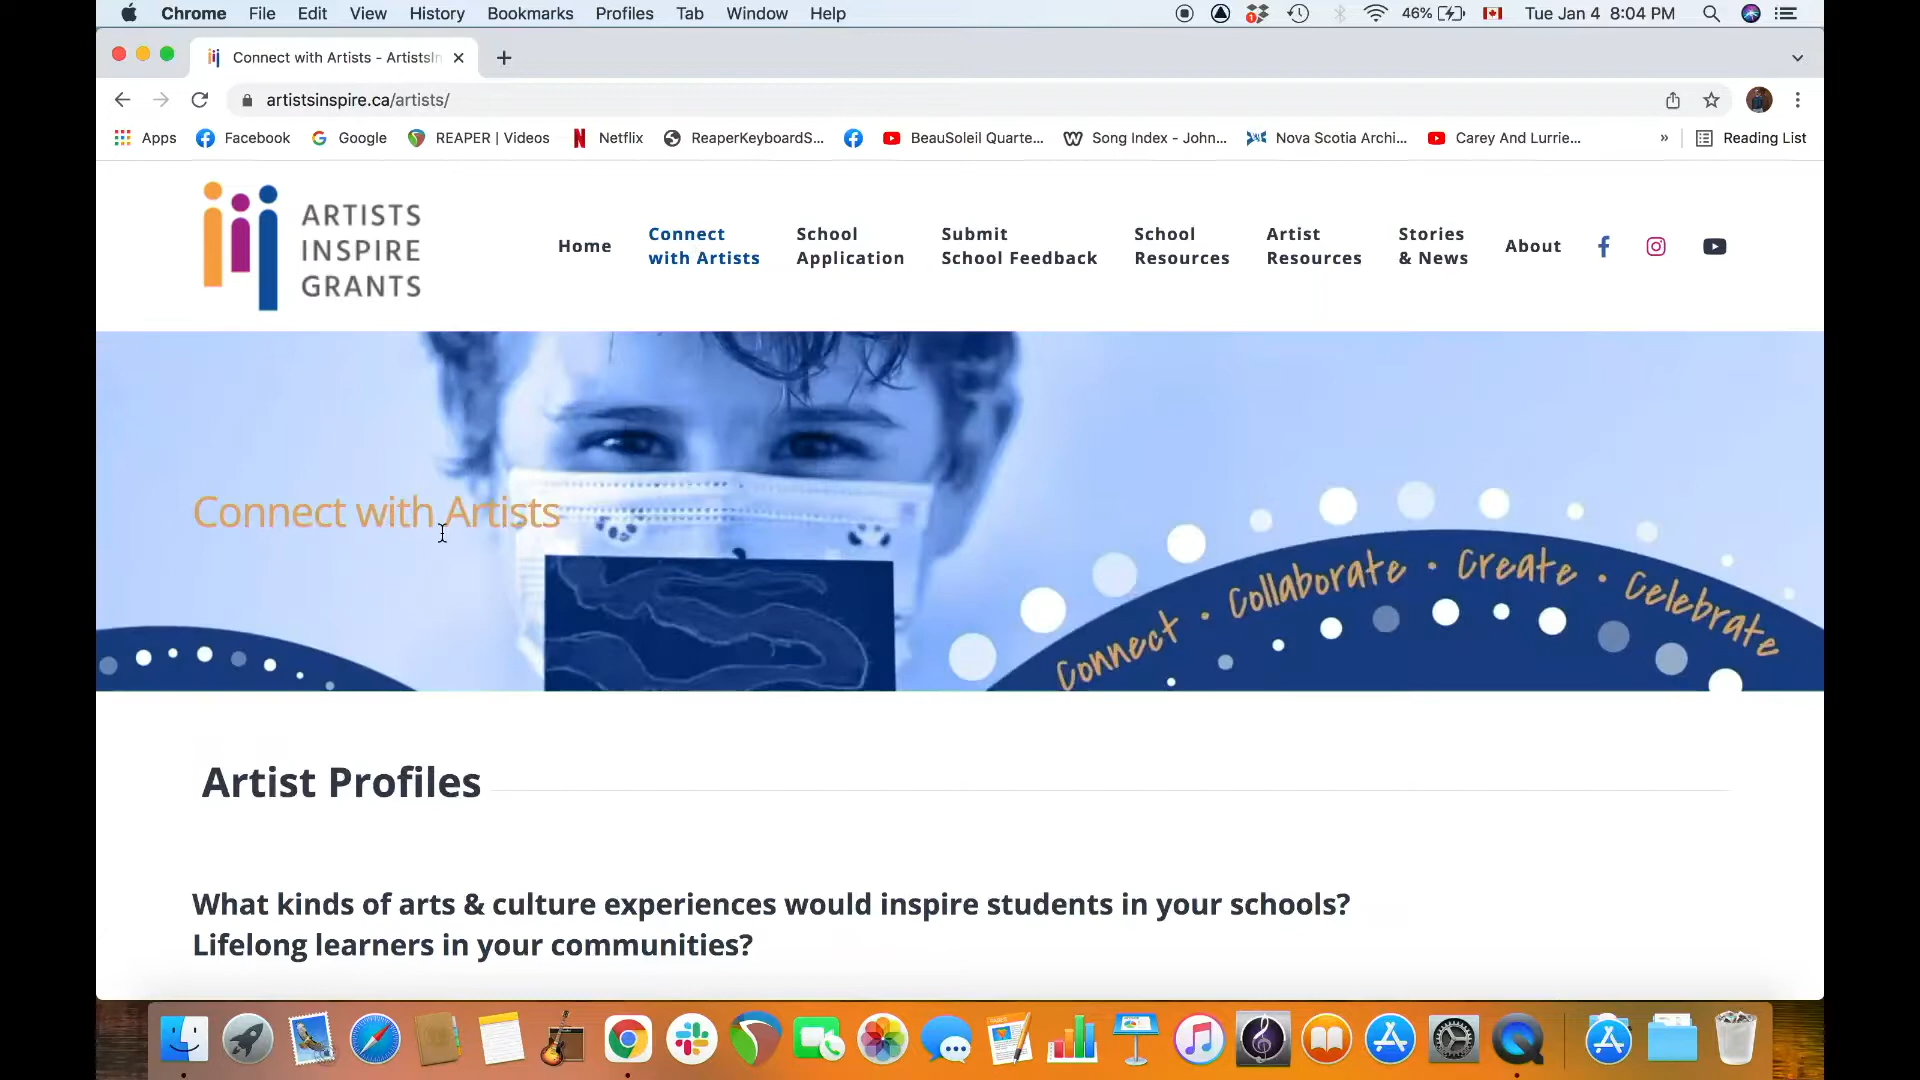 Chrome File Edit View History Bookmarks Profiles Tab Window Help 46% Tue Jan 4 8:04 PM
Connect with Artists - ArtistsIn
artistsinspire.ca/artists/
Apps Facebook Google REAPER | Videos Netflix ReaperKeyboardS... BeauSoleil Quarte... Song Index - John... Nova Scotia Archi... Carey And Lurrie... » Reading List
ARTISTS
INSPIRE
GRANTS
Home
Connect
with Artists
School
Application
Submit
School Feedback
School
Resources
Artist
Resources
Stories
& News
About
Connect with Artists
Connect • Collaborate • Create • Celebrate
Artist Profiles
What kinds of arts & culture experiences would inspire students in your schools?
Lifelong learners in your communities?